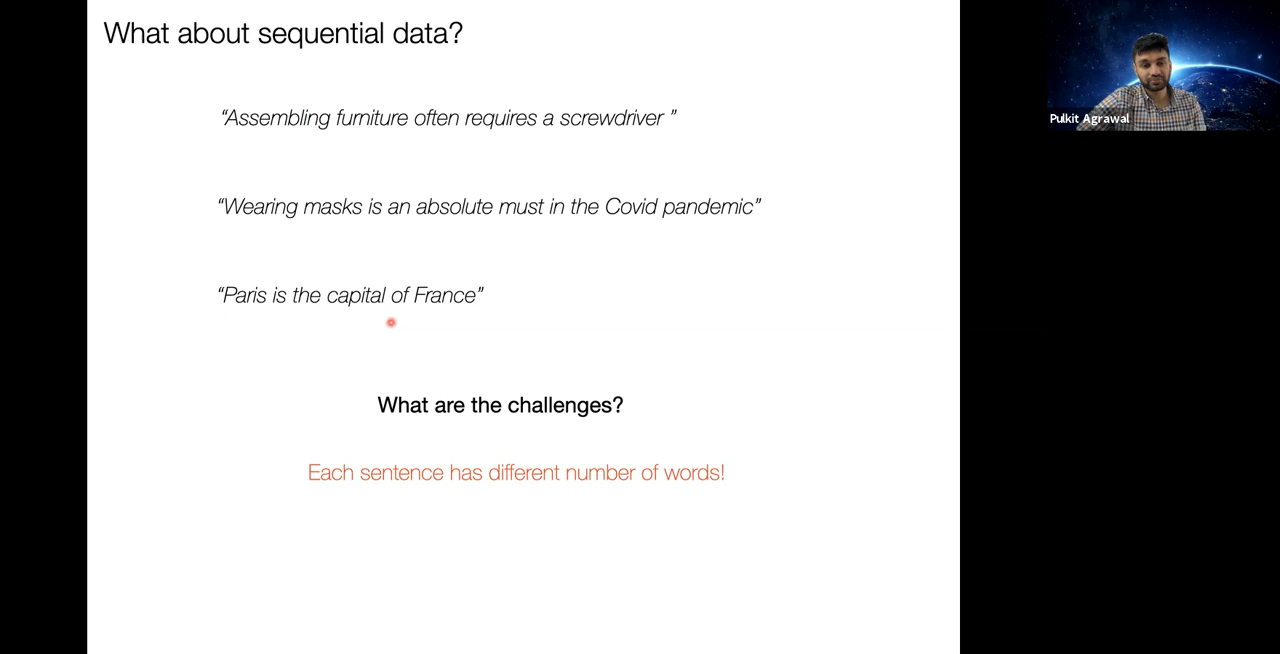 What about sequential data?
“Assembling furniture often requires a screwdriver ”
“Wearing masks is an absolute must in the Covid pandemic”
“Paris is the capital of France”
What are the challenges?
Each sentence has different number of words!
Pulkit Agrawal